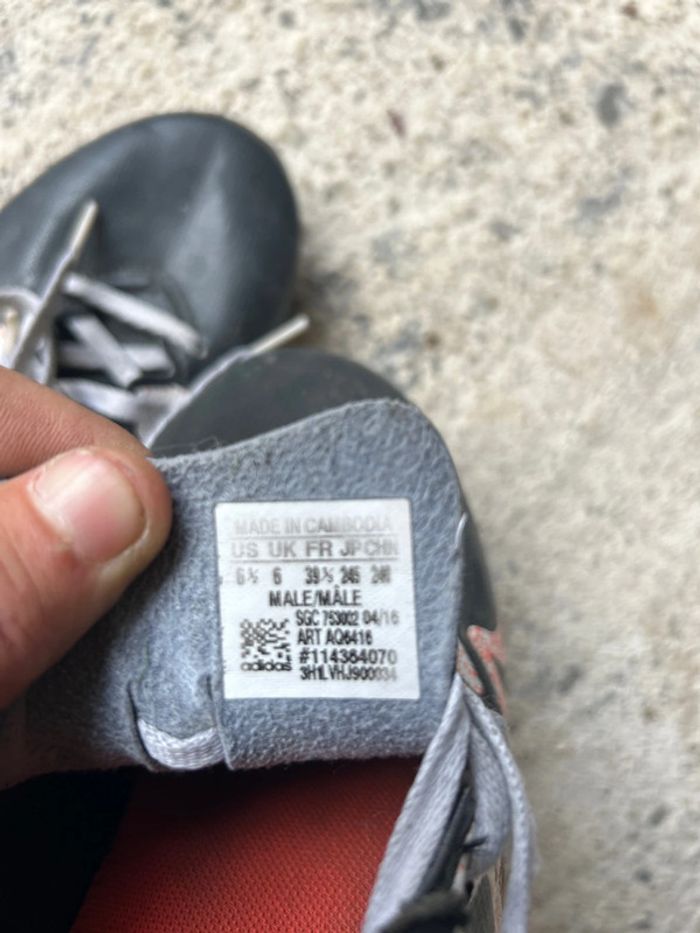 MADE IN CAMBODIA
US UK FR JP CHN
6½ 6 39⅓ 245 245
MALE/MÂLE
SGC 753002 04/16
ART AQ6416
#114364070
adidas 3H1LVHJ900034